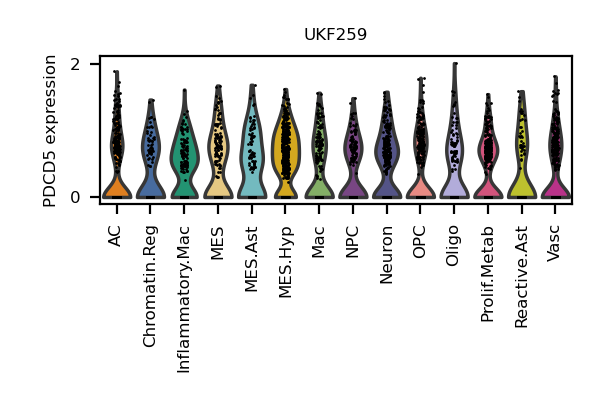 UKF259
PDCD5 expression
2
0
AC
Chromatin.Reg
Inflammatory.Mac
MES
MES.Ast
MES.Hyp
Mac
NPC
Neuron
OPC
Oligo
Prolif.Metab
Reactive.Ast
Vasc